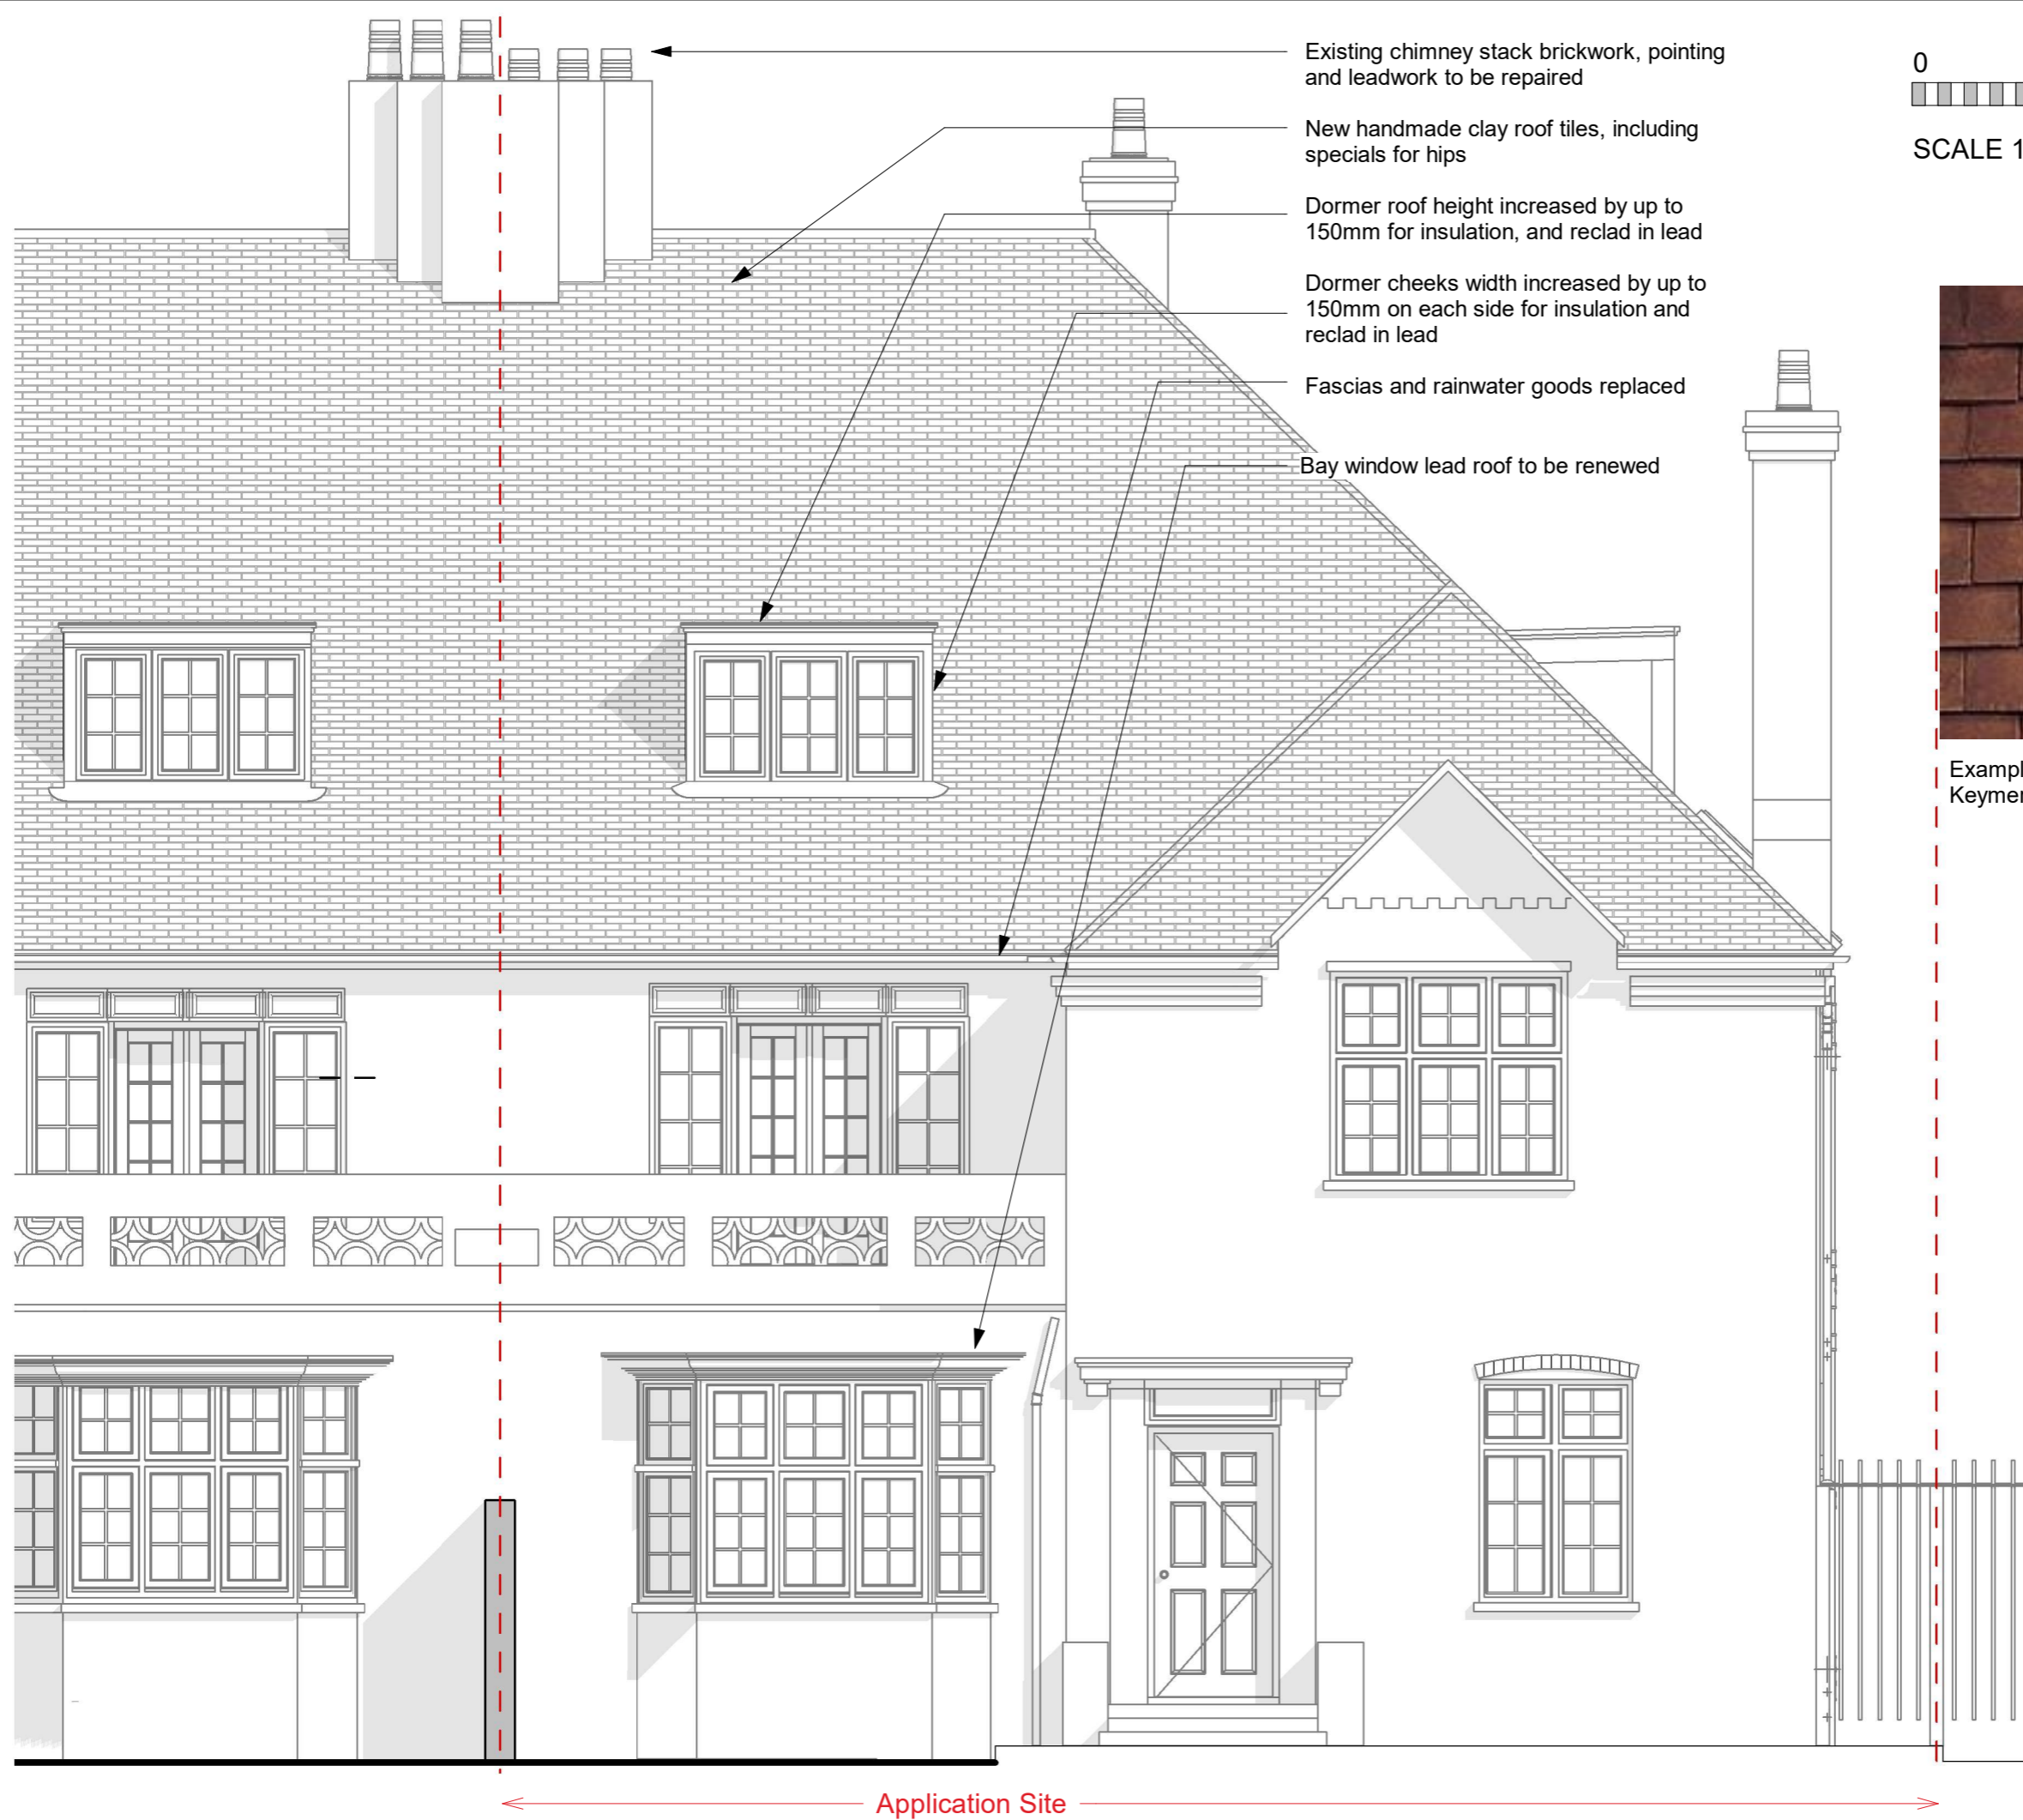 Existing chimney stack brickwork, pointing
and leadwork to be repaired
New handmade clay roof tiles, including
specials for hips
Dormer roof height increased by up to
150mm for insulation, and reclad in lead
Dormer cheeks width increased by up to
150mm on each side for insulation and
reclad in lead
Fascias and rainwater goods replaced
Bay window lead roof to be renewed
0
SCALE 1
Exampl
Keymer
Application Site